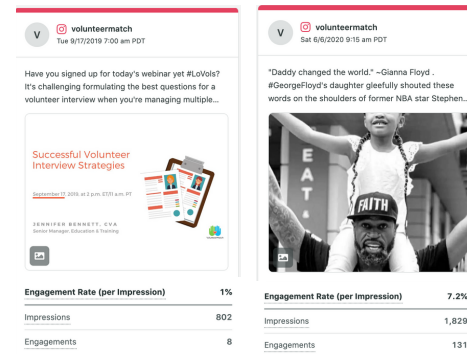 V
volunteermatch
Tue 9/17/2019 7:00 am PDT
Have you signed up for today's webinar yet #LoVols?
It's challenging formulating the best questions for a
volunteer interview when you're managing multiple...
Successful Volunteer
Interview Strategies
September 17, 2019, at 2 p.m. ET/11 a.m. PT
JENNIFER BENNETT, CVA
Senior Manager, Education & Training
Engagement Rate (per Impression) 1%
Impressions 802
Engagements 8
V
volunteermatch
Sat 6/6/2020 9:15 am PDT
"Daddy changed the world." ~Gianna Floyd .
#GeorgeFloyd's daughter gleefully shouted these
words on the shoulders of former NBA star Stephen...
EAT
&
FAITH
Engagement Rate (per Impression) 7.2%
Impressions 1,829
Engagements 131